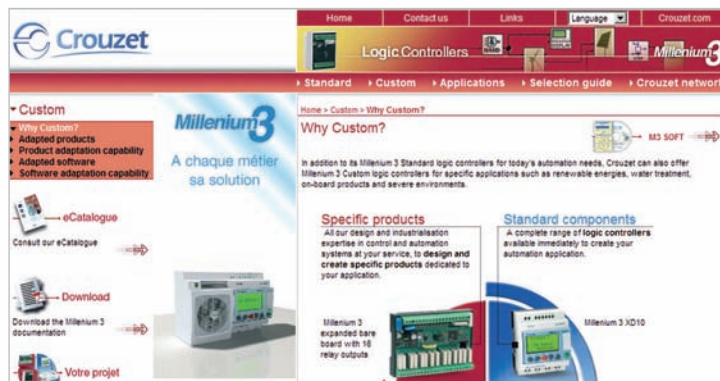 Crouzet
Home
Contact us
Links
Language
Crouzet.com
Logic Controllers
Millenium 3
Standard
Custom
Applications
Selection guide
Crouzet network
Custom
Why Custom?
Adapted products
Product adaptation capability
Adapted software
Software adaptation capability
eCatalogue
Consult our eCatalogue
Download
Download the Millenium 3
documentation
Votre projet
Millenium 3
A chaque métier
sa solution
Home > Custom > Why Custom?
Why Custom?
M3 SOFT
In addition to its Millenium 3 Standard logic controllers for today's automation needs, Crouzet can also offer
Millenium 3 Custom logic controllers for specific applications such as renewable energies, water treatment,
on-board products and severe environments.
Specific products
All our design and industrialisation
expertise in control and automation
systems at your service, to design and
create specific products dedicated to
your application.
Millenium 3
expanded bare
board with 16
relay outputs
Standard components
A complete range of logic controllers
available immediately to create your
automation application.
Millenium 3 XD10